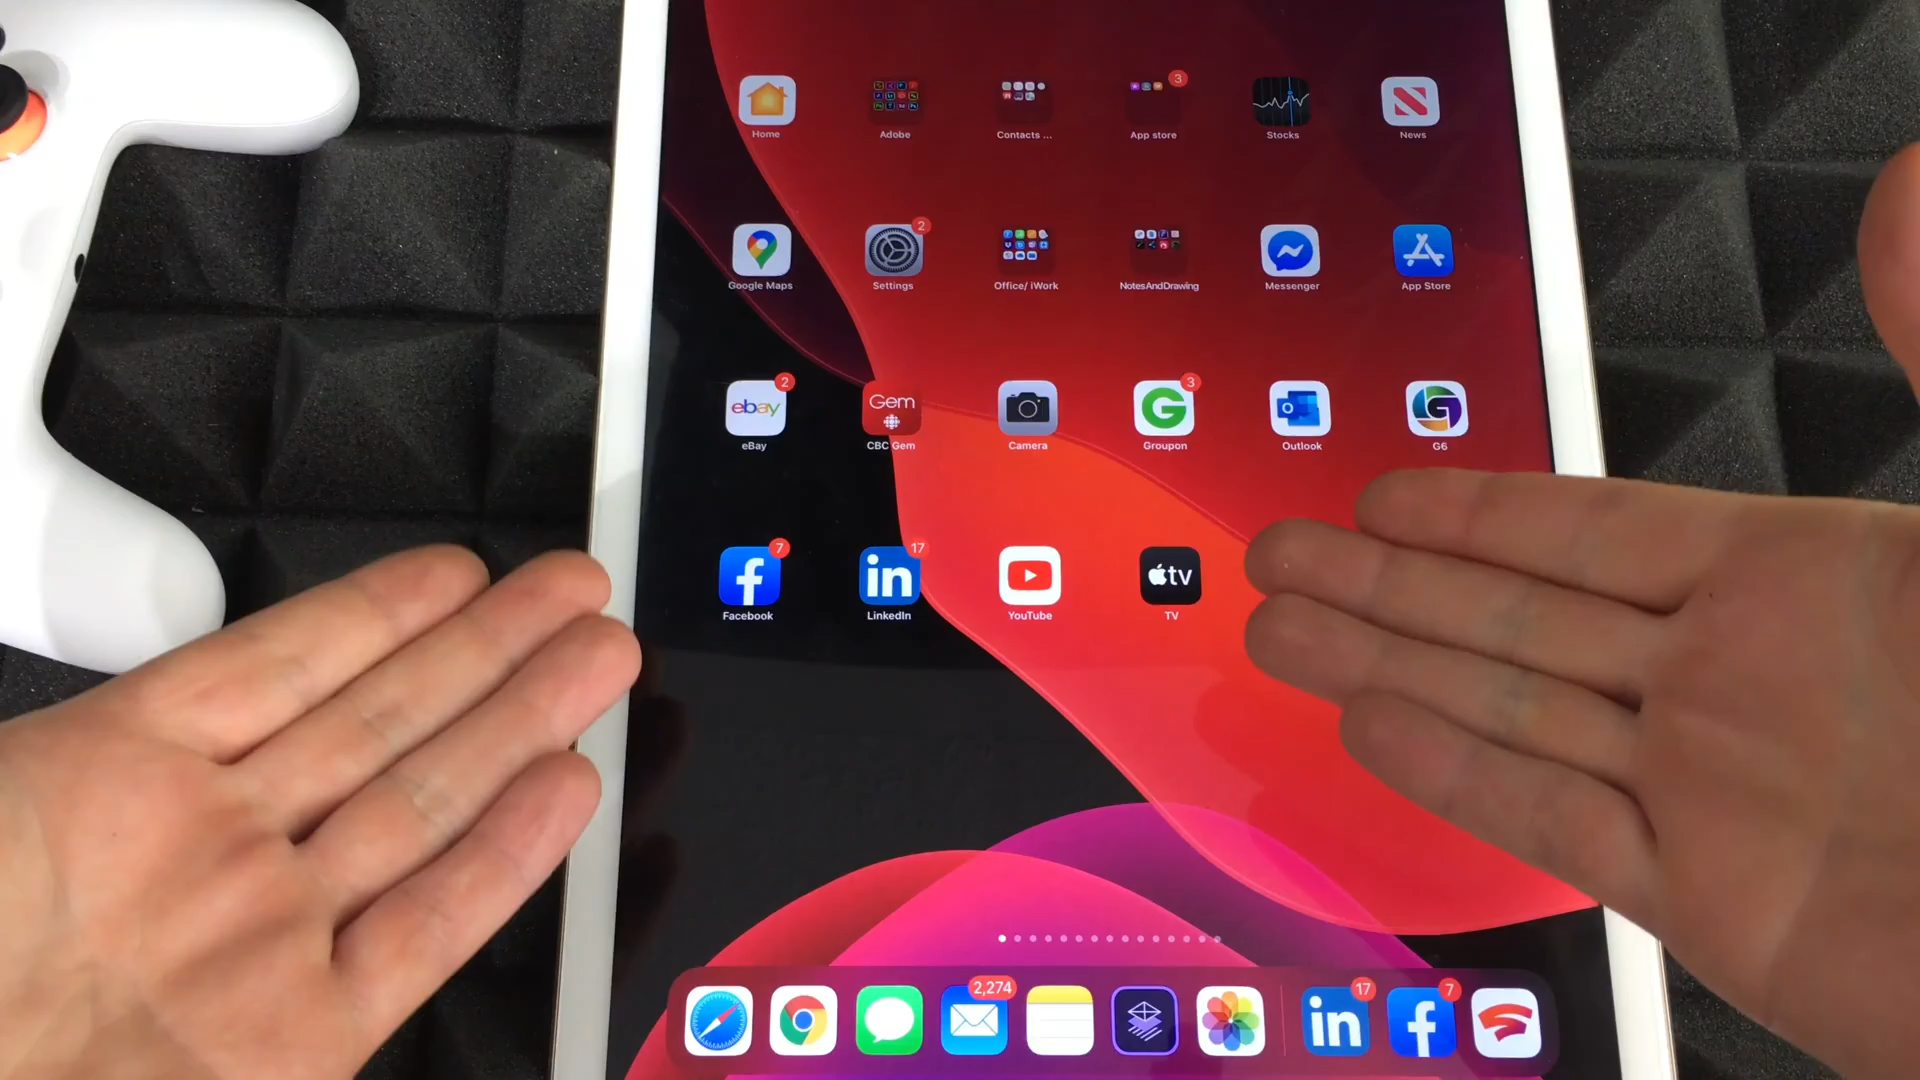 3
Home Adobe Contacts ... App store Stocks News
2
Google Maps Settings Office/ iWork NotesAndDrawing Messenger App Store
2 3
ebay Gem
eBay CBC Gem Camera Groupon Outlook G6
7 17
f in tv
Facebook LinkedIn YouTube TV
2,274 17 7
in f